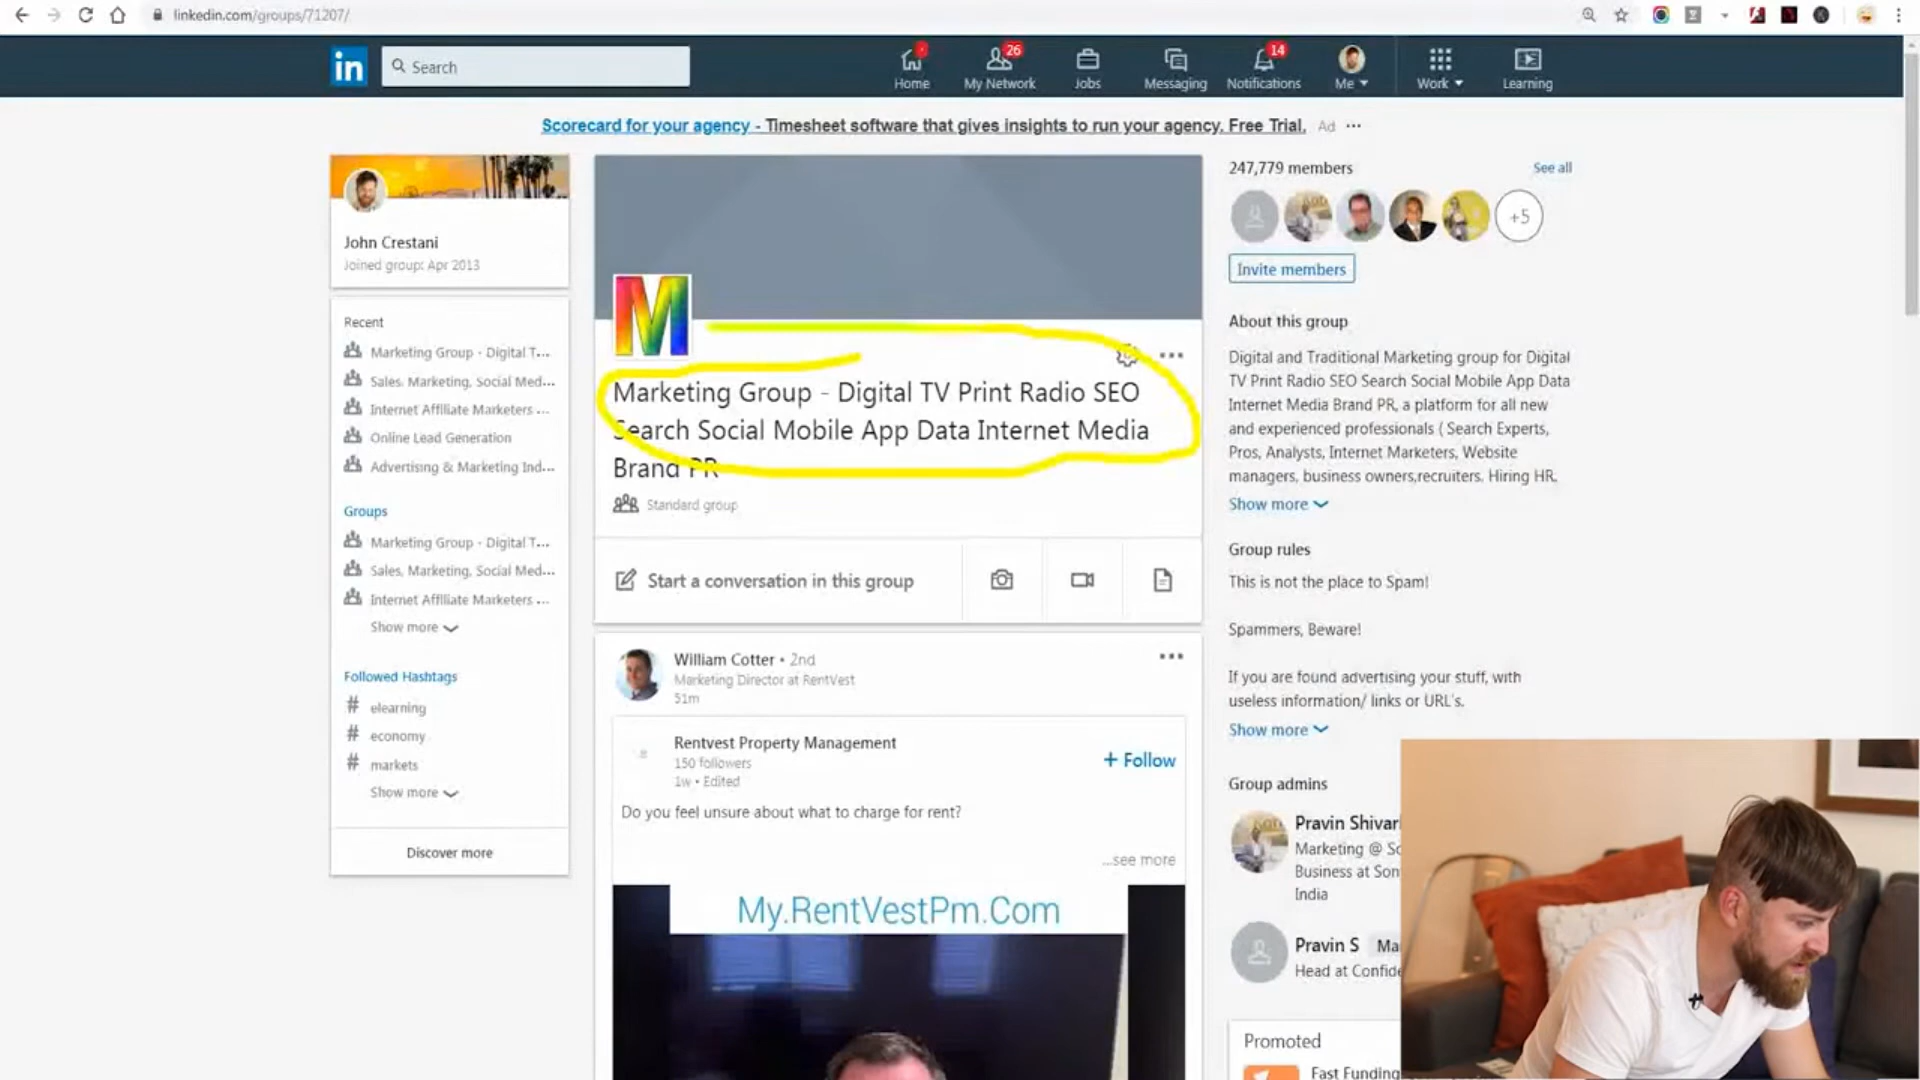 linkedin.com/groups/71207/
in
Search
Home
26
My Network
Jobs
Messaging
14
Notifications
Me
Work
Learning
Scorecard for your agency - Timesheet software that gives insights to run your agency. Free Trial. Ad ...
John Crestani
Joined group: Apr 2013
Recent
Marketing Group - Digital T...
Sales, Marketing, Social Med...
Internet Affiliate Marketers ...
Online Lead Generation
Advertising & Marketing Ind...
Groups
Marketing Group - Digital T...
Sales, Marketing, Social Med...
Internet Affiliate Marketers ...
Show more
Followed Hashtags
# elearning
# economy
# markets
Show more
Discover more
M
Marketing Group - Digital TV Print Radio SEO
Search Social Mobile App Data Internet Media
Brand PR
Standard group
Start a conversation in this group
William Cotter • 2nd
Marketing Director at RentVest
51m
Rentvest Property Management
150 followers
1w • Edited
+ Follow
Do you feel unsure about what to charge for rent?
...see more
My.RentVestPm.Com
247,779 members
See all
+5
Invite members
About this group
Digital and Traditional Marketing group for Digital
TV Print Radio SEO Search Social Mobile App Data
Internet Media Brand PR, a platform for all new
and experienced professionals ( Search Experts,
Pros, Analysts, Internet Marketers, Website
managers, business owners,recruiters. Hiring HR,
Show more
Group rules
This is not the place to Spam!
Spammers, Beware!
If you are found advertising your stuff, with
useless information/ links or URL's.
Show more
Group admins
Pravin Shivar
Marketing @ So
Business at Son
India
Pravin S Ma
Head at Confide
Promoted
Fast Funding